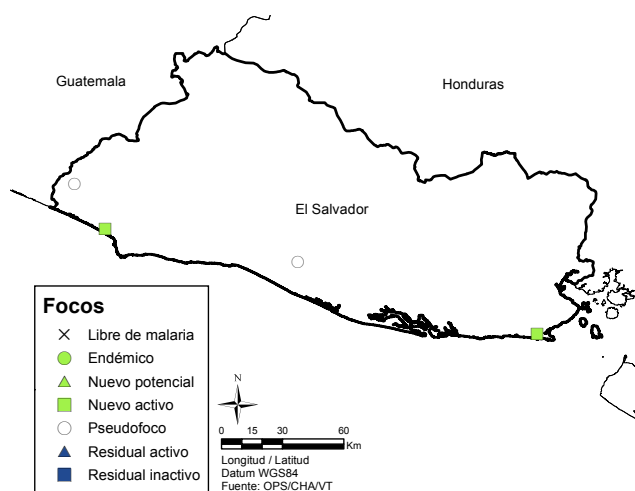 Guatemala
Honduras
El Salvador
Focos
Libre de malaria
Endémico
Nuevo potencial
Nuevo activo
Pseudofoco
Residual activo
Residual inactivo
N
0 15 30 60
Km
Longitud / Latitud
Datum WGS84
Fuente: OPS/CHA/VT